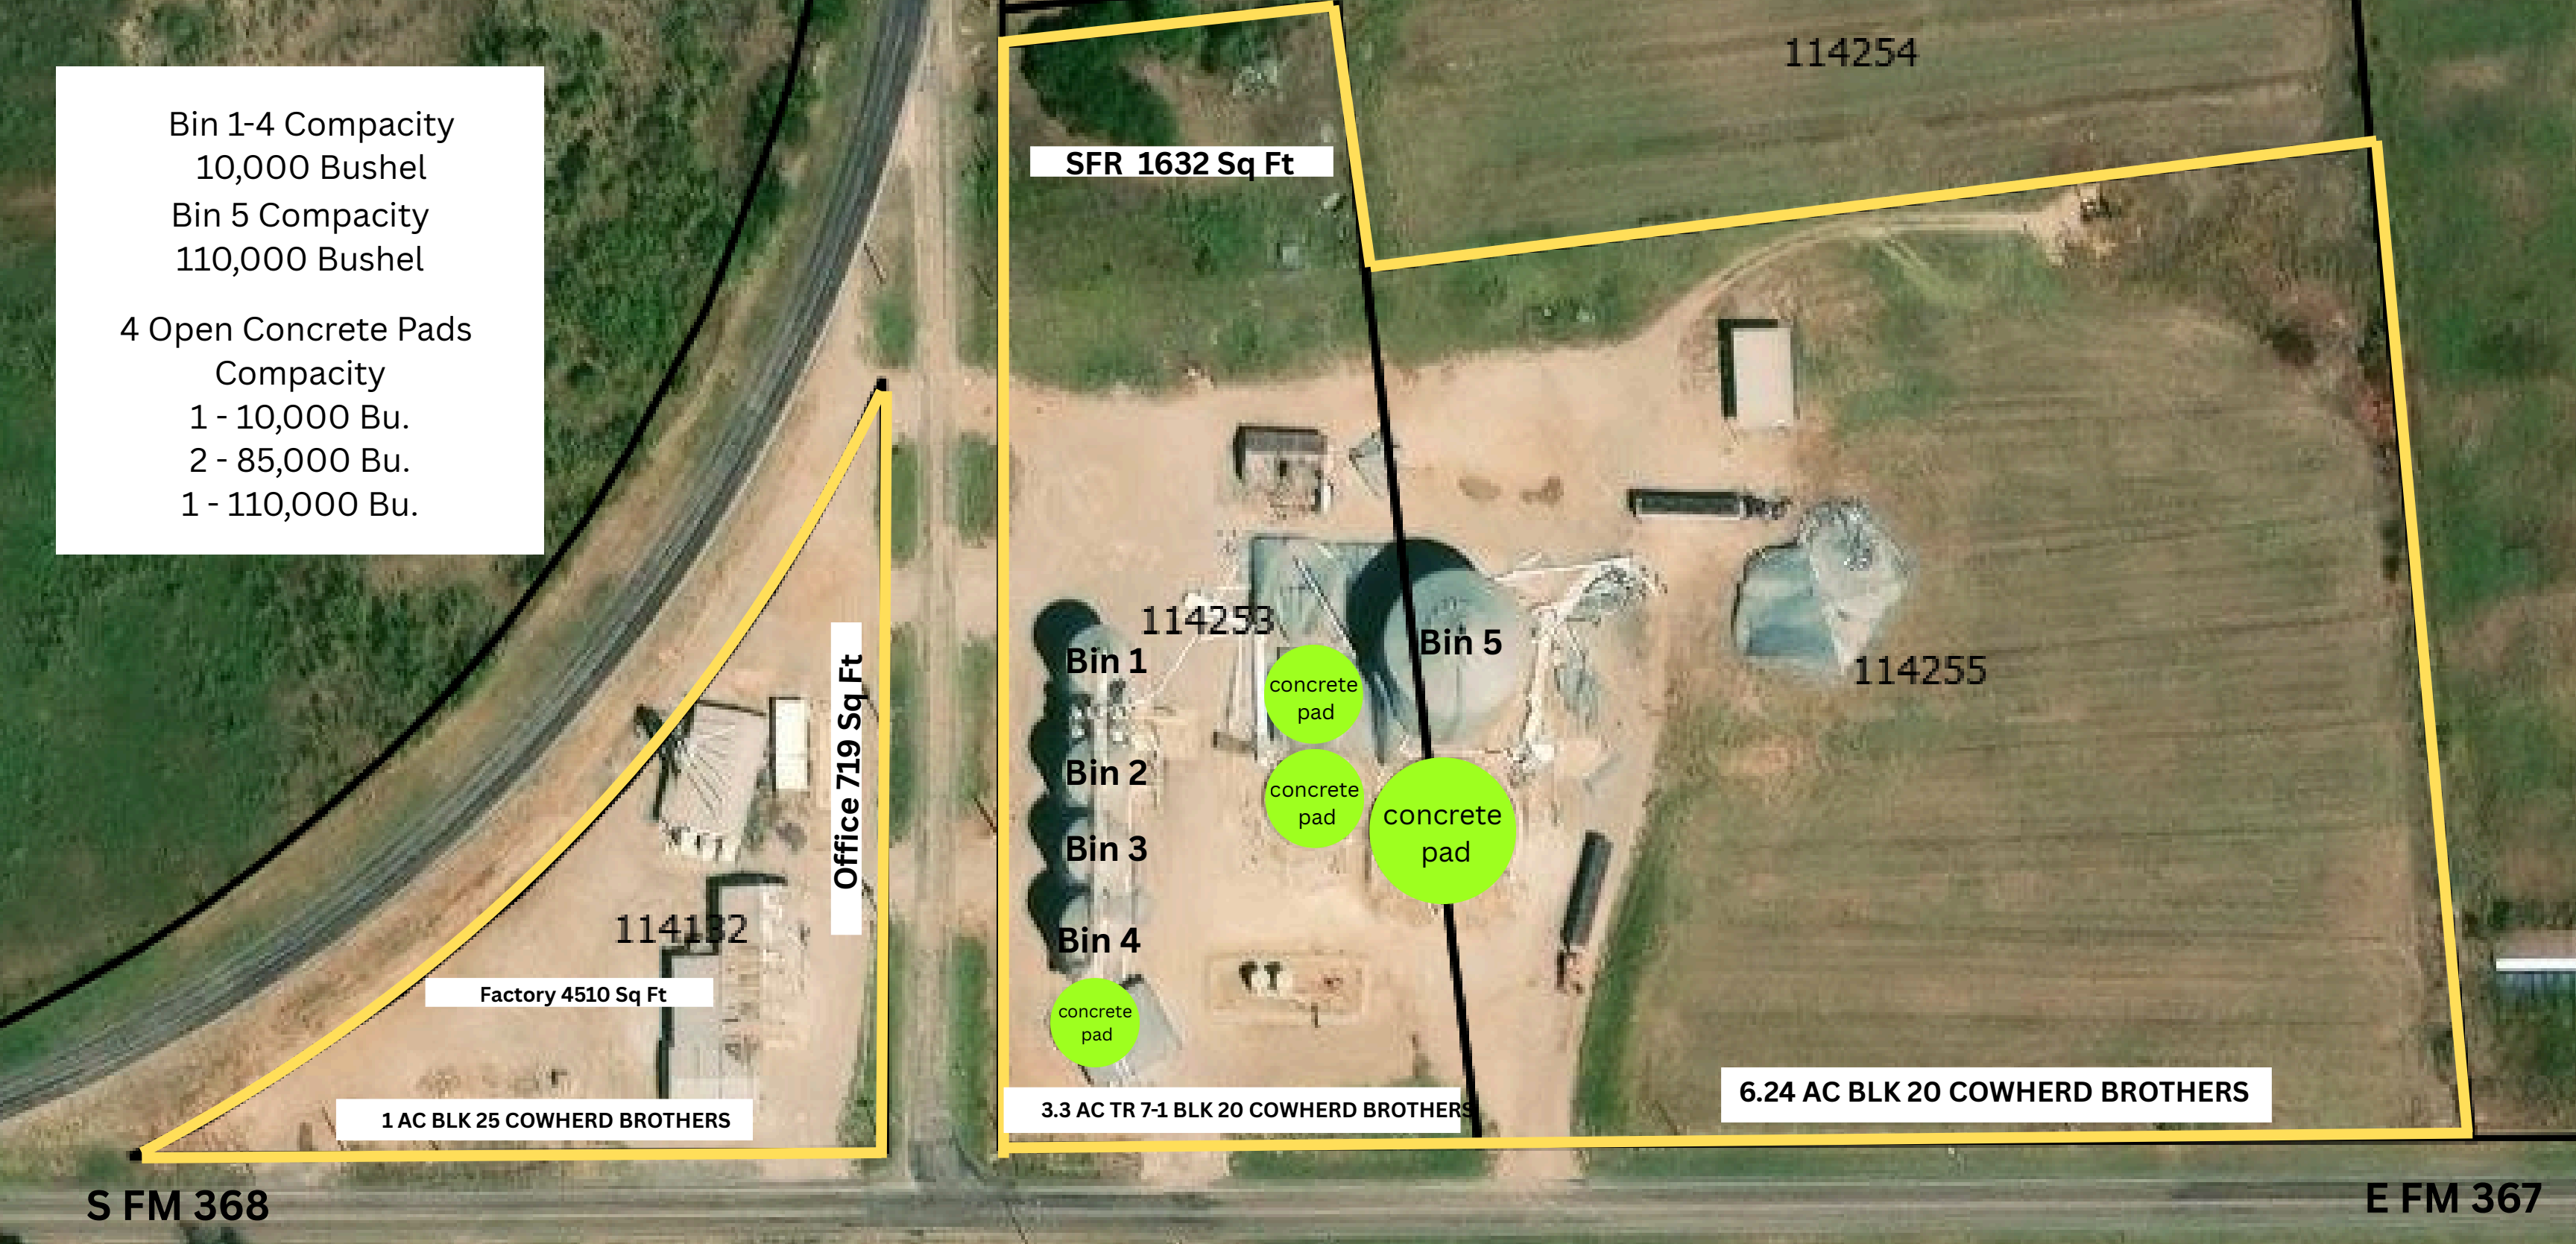 Bin 1-4 Compacity
10,000 Bushel
Bin 5 Compacity
110,000 Bushel
4 Open Concrete Pads
Compacity
1 - 10,000 Bu.
2 - 85,000 Bu.
1 - 110,000 Bu.
114254
SFR 1632 Sq Ft
114253
Bin 1
Bin 2
Bin 3
Bin 4
Bin 5
concrete
pad
concrete
pad
concrete
pad
concrete
pad
114255
Office 719 Sq Ft
114132
Factory 4510 Sq Ft
1 AC BLK 25 COWHERD BROTHERS
3.3 AC TR 7-1 BLK 20 COWHERD BROTHERS
6.24 AC BLK 20 COWHERD BROTHERS
S FM 368
E FM 367